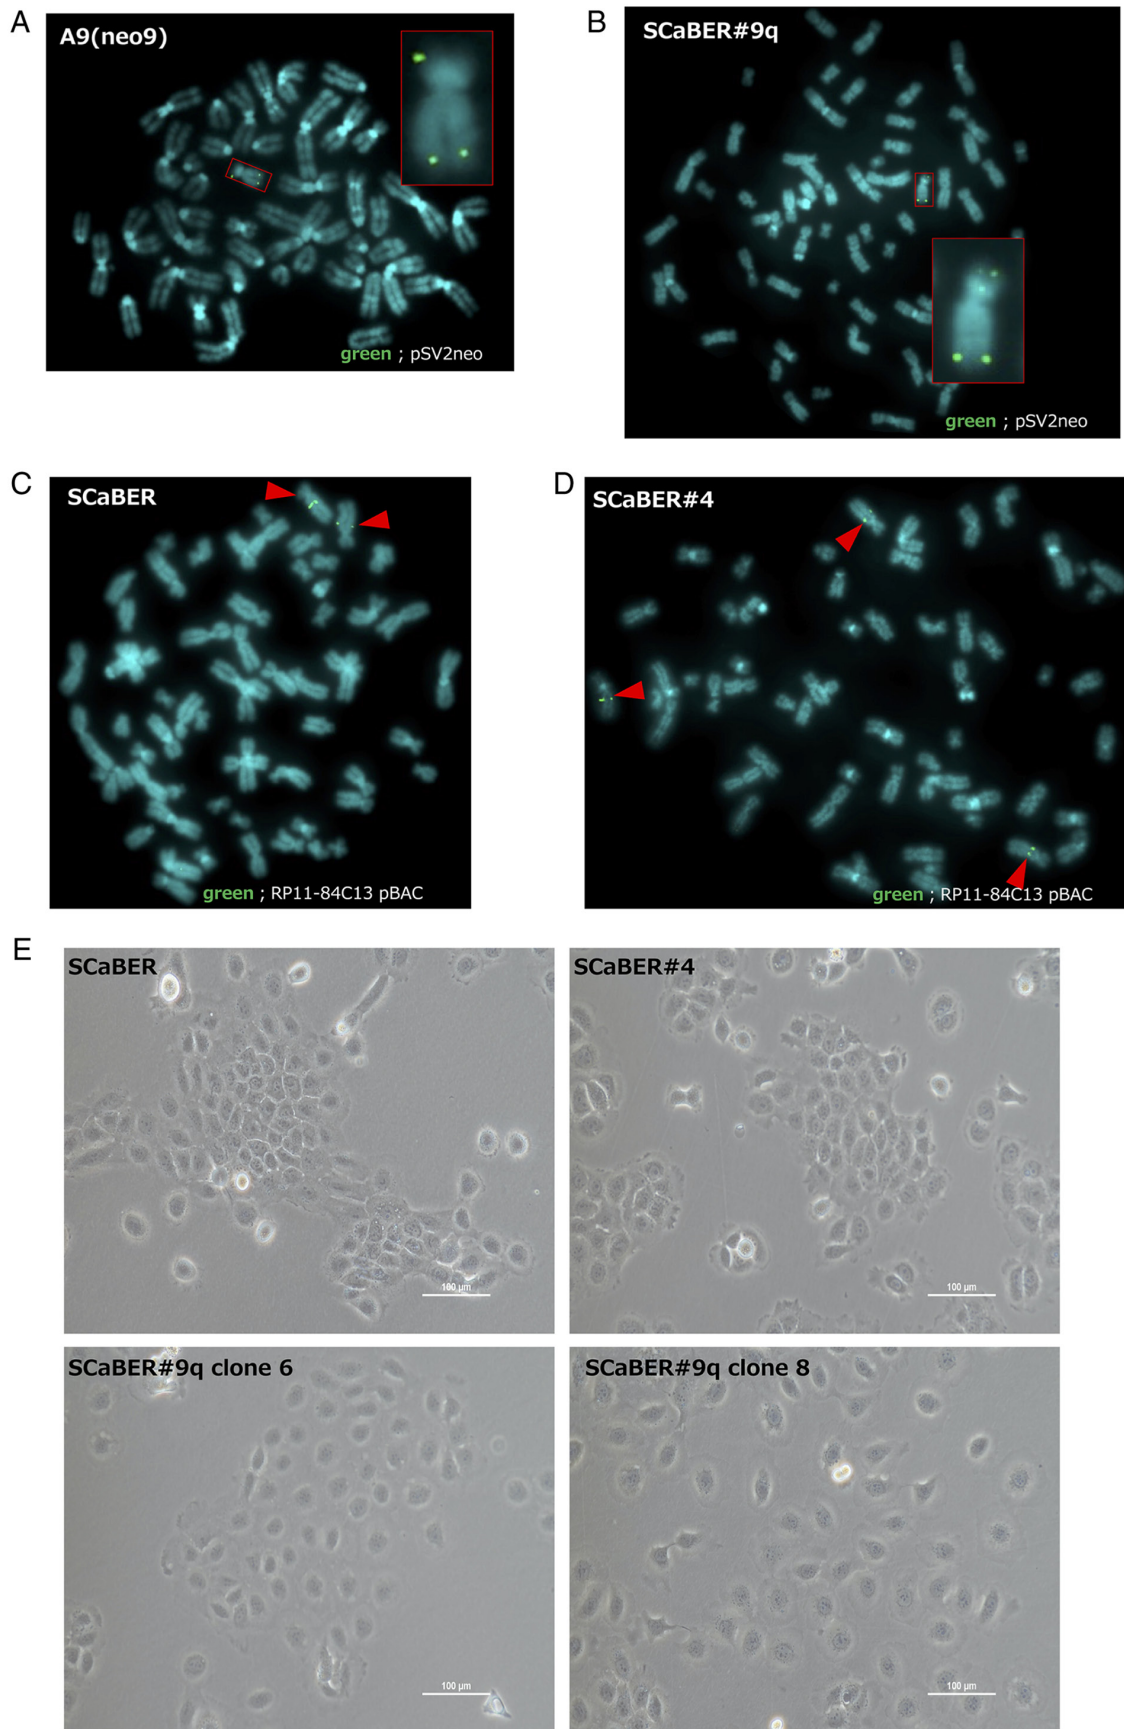 A
A9(neo9)
green ; pSV2neo
B
SCaBER#9q
green ; pSV2neo
C
SCaBER
green ; RP11-84C13 pBAC
D
SCaBER#4
green ; RP11-84C13 pBAC
E
SCaBER
100 μm
SCaBER#4
100 μm
SCaBER#9q clone 6
100 μm
SCaBER#9q clone 8
100 μm